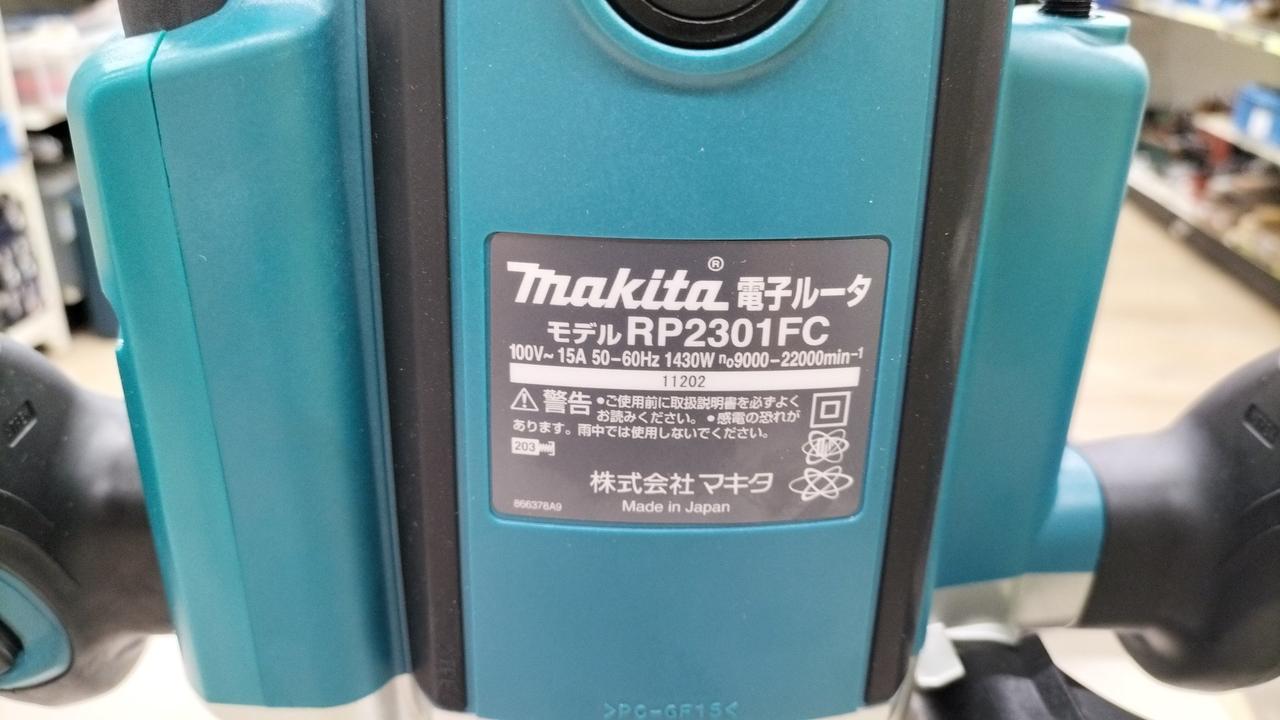 makita® 電子ルータ
モデル RP2301FC
100V~ 15A 50-60Hz 1430W n₀9000-22000min⁻¹
11202
警告 •ご使用前に取扱説明書を必ずよく
お読みください。•感電の恐れが
あります。雨中では使用しないでください。
203
株式会社 マキタ
866378A9 Made in Japan
>PC-GF15<